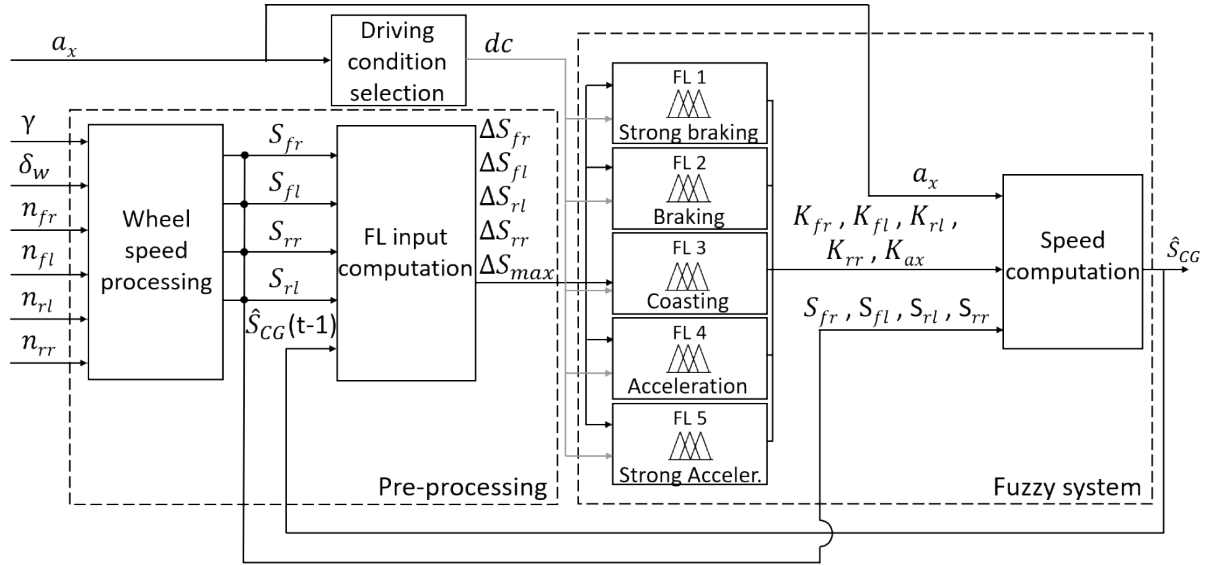 a_x
Driving
condition
selection
dc
γ
δ_w
n_fr
n_fl
n_rl
n_rr
Wheel
speed
processing
S_fr
S_fl
S_rr
S_rl
Ŝ_CG(t-1)
FL input
computation
ΔS_fr
ΔS_fl
ΔS_rl
ΔS_rr
ΔS_max
Pre-processing
FL 1
Strong braking
FL 2
Braking
FL 3
Coasting
FL 4
Acceleration
FL 5
Strong Acceler.
a_x
K_fr , K_fl , K_rl ,
K_rr , K_ax
S_fr , S_fl , S_rl , S_rr
Speed
computation
Ŝ_CG
Fuzzy system